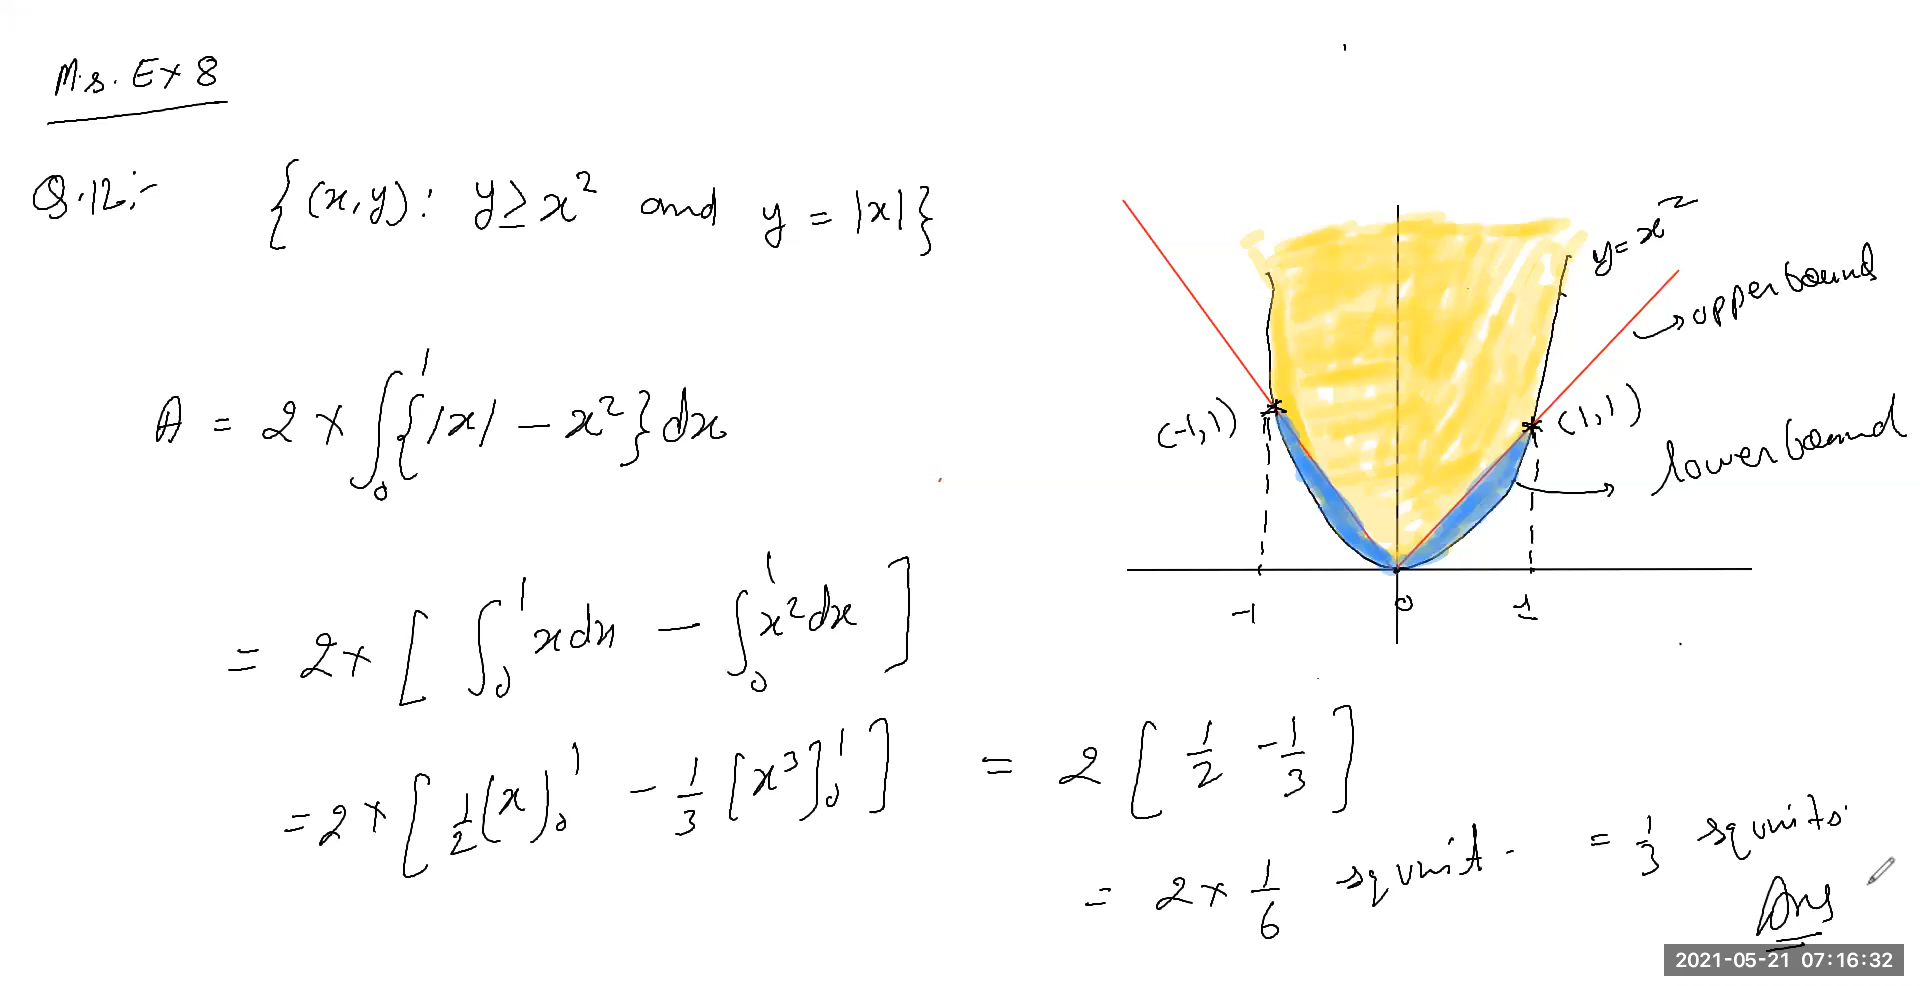 M.s. Ex 8
Q.12:- {(x,y): y≥x² and y = |x|}
A = 2 × ∫₀¹{|x| - x²}dx
= 2× [ ∫₀¹ x dx - ∫₀¹ x² dx ]
= 2 × [ 1/2 (x)₀¹ - 1/3 [x³]₀¹ ] = 2 [ 1/2 - 1/3 ]
= 2 × 1/6 sq unit. = 1/3 sq units.
Ans
y = x²
upper bound
(-1,1)
(1,1)
lower bound
-1
0
1
2021-05-21 07:16:32